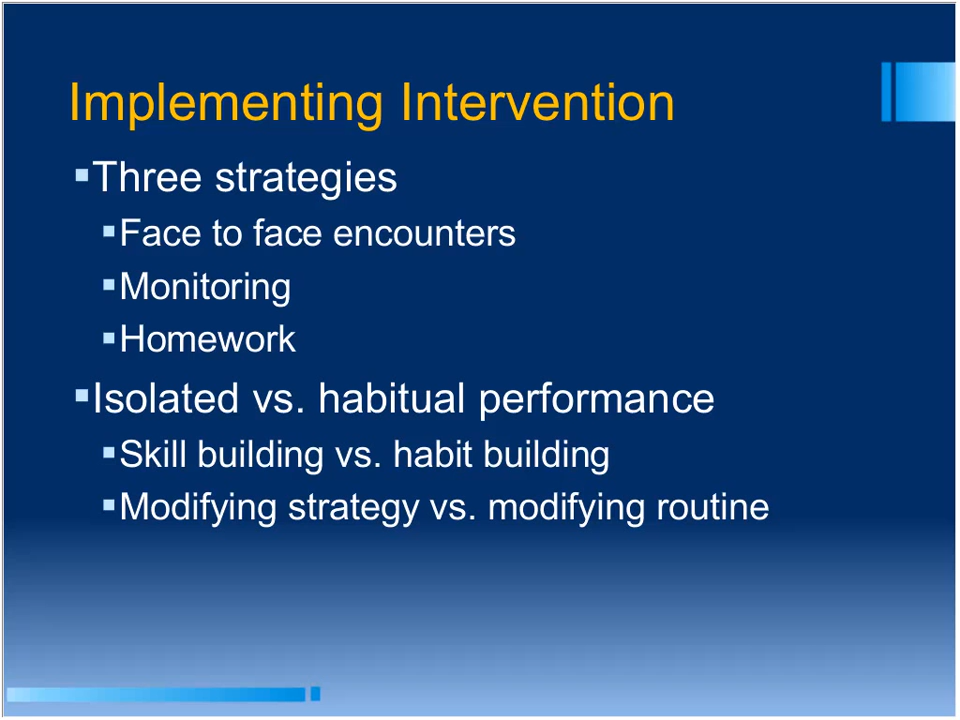 Implementing Intervention
▪Three strategies
▪Face to face encounters
▪Monitoring
▪Homework
▪Isolated vs. habitual performance
▪Skill building vs. habit building
▪Modifying strategy vs. modifying routine